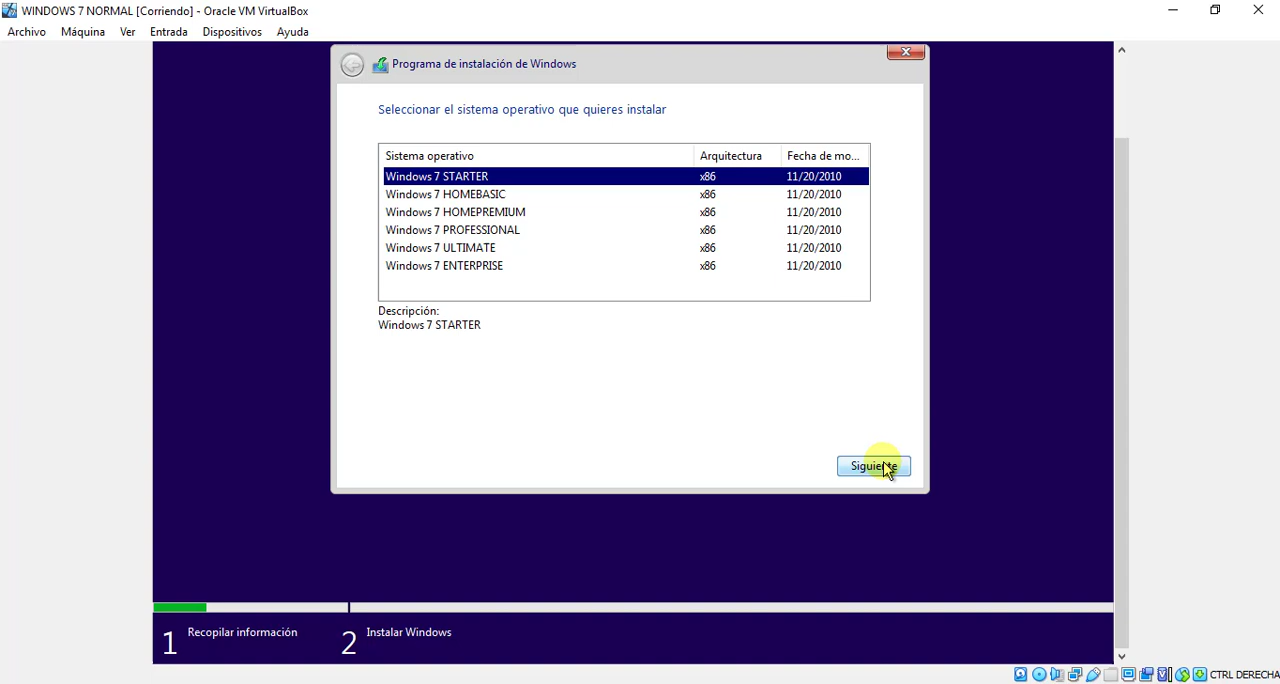 WINDOWS 7 NORMAL [Corriendo] - Oracle VM VirtualBox
Archivo Máquina Ver Entrada Dispositivos Ayuda
Programa de instalación de Windows
Seleccionar el sistema operativo que quieres instalar
Sistema operativo Arquitectura Fecha de mo...
Windows 7 STARTER x86 11/20/2010
Windows 7 HOMEBASIC x86 11/20/2010
Windows 7 HOMEPREMIUM x86 11/20/2010
Windows 7 PROFESSIONAL x86 11/20/2010
Windows 7 ULTIMATE x86 11/20/2010
Windows 7 ENTERPRISE x86 11/20/2010
Descripción:
Windows 7 STARTER
Siguiente
1 Recopilar información 2 Instalar Windows
CTRL DERECHA